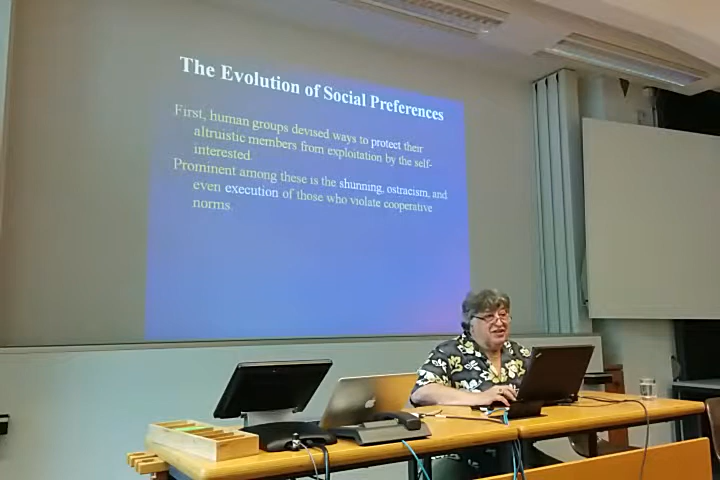 The Evolution of Social Preferences
First, human groups devised ways to protect their
altruistic members from exploitation by the self-
interested.
Prominent among these is the shunning, ostracism, and
even execution of those who violate cooperative
norms.